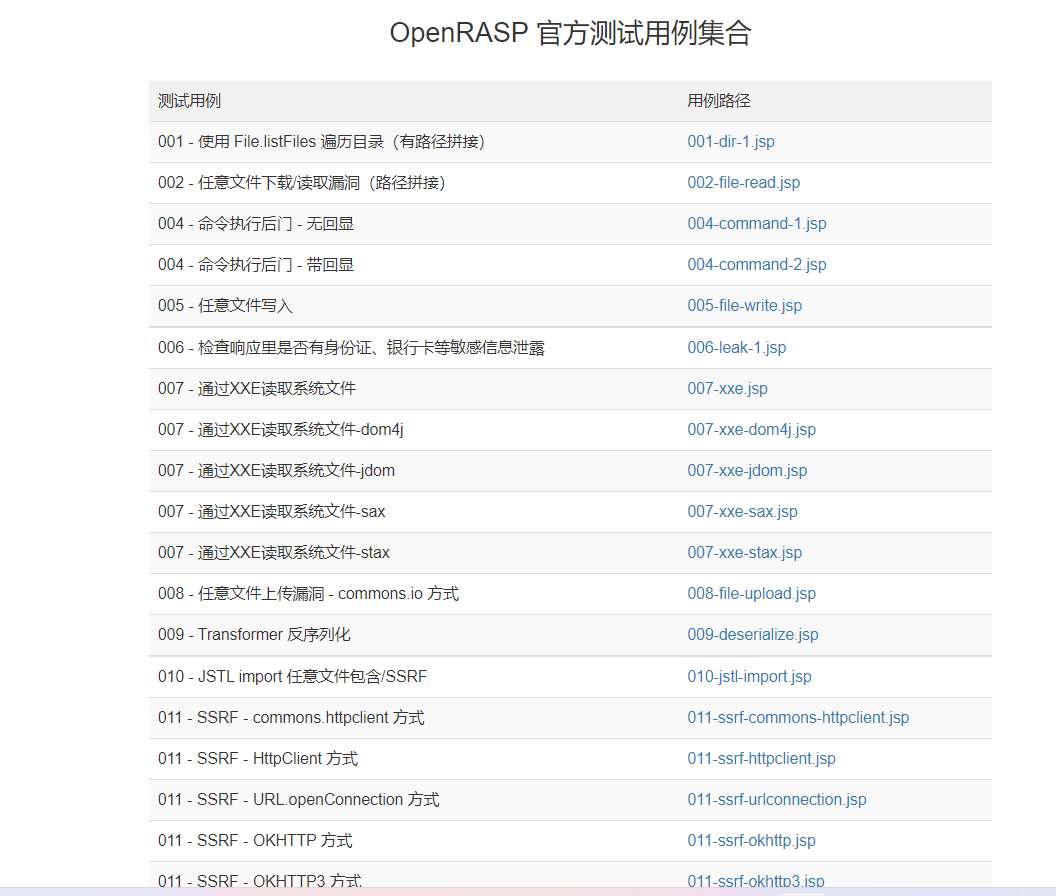 OpenRASP 官方测试用例集合
测试用例 用例路径
001 - 使用 File.listFiles 遍历目录（有路径拼接） 001-dir-1.jsp
002 - 任意文件下载/读取漏洞（路径拼接） 002-file-read.jsp
004 - 命令执行后门 - 无回显 004-command-1.jsp
004 - 命令执行后门 - 带回显 004-command-2.jsp
005 - 任意文件写入 005-file-write.jsp
006 - 检查响应里是否有身份证、银行卡等敏感信息泄露 006-leak-1.jsp
007 - 通过XXE读取系统文件 007-xxe.jsp
007 - 通过XXE读取系统文件-dom4j 007-xxe-dom4j.jsp
007 - 通过XXE读取系统文件-jdom 007-xxe-jdom.jsp
007 - 通过XXE读取系统文件-sax 007-xxe-sax.jsp
007 - 通过XXE读取系统文件-stax 007-xxe-stax.jsp
008 - 任意文件上传漏洞 - commons.io 方式 008-file-upload.jsp
009 - Transformer 反序列化 009-deserialize.jsp
010 - JSTL import 任意文件包含/SSRF 010-jstl-import.jsp
011 - SSRF - commons.httpclient 方式 011-ssrf-commons-httpclient.jsp
011 - SSRF - HttpClient 方式 011-ssrf-httpclient.jsp
011 - SSRF - URL.openConnection 方式 011-ssrf-urlconnection.jsp
011 - SSRF - OKHTTP 方式 011-ssrf-okhttp.jsp
011 - SSRF - OKHTTP3 方式 011-ssrf-okhttp3.jsp